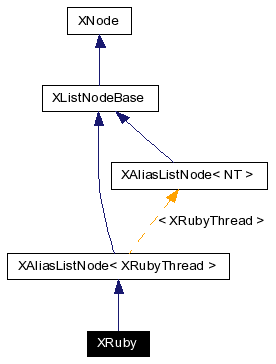 XNode
XListNodeBase
XAliasListNode< NT >
< XRubyThread >
XAliasListNode< XRubyThread >
XRuby